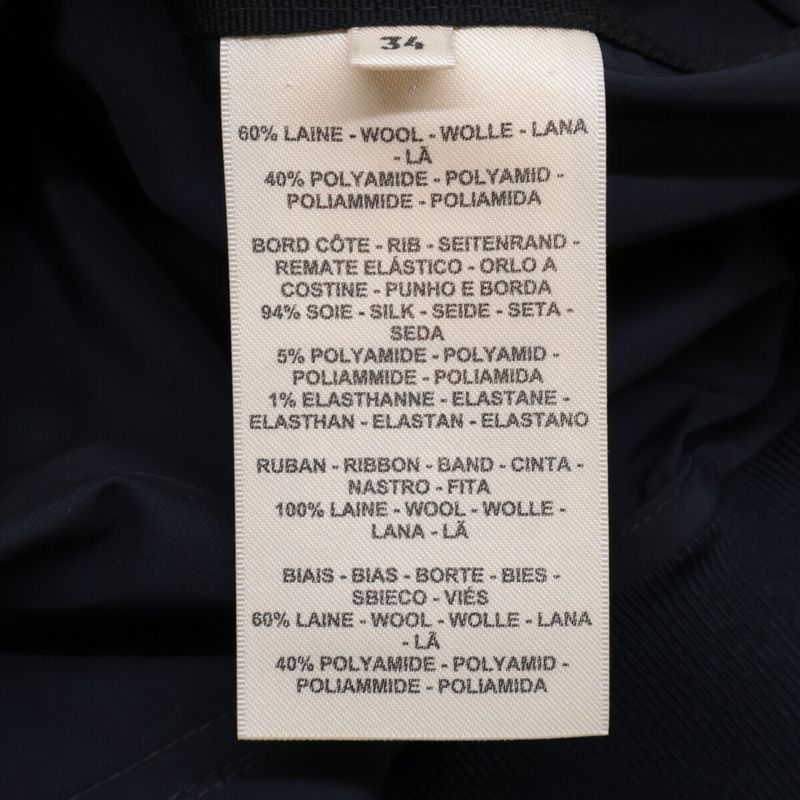 34
60% LAINE - WOOL - WOLLE - LANA
- LÃ
40% POLYAMIDE - POLYAMID -
POLIAMMIDE - POLIAMIDA
BORD CÔTE - RIB - SEITENRAND -
REMATE ELÁSTICO - ORLO A
COSTINE - PUNHO E BORDA
94% SOIE - SILK - SEIDE - SETA -
SEDA
5% POLYAMIDE - POLYAMID -
POLIAMMIDE - POLIAMIDA
1% ELASTHANNE - ELASTANE -
ELASTHAN - ELASTAN - ELASTANO
RUBAN - RIBBON - BAND - CINTA -
NASTRO - FITA
100% LAINE - WOOL - WOLLE -
LANA - LÃ
BIAIS - BIAS - BORTE - BIES -
SBIECO - VIÉS
60% LAINE - WOOL - WOLLE - LANA
- LÃ
40% POLYAMIDE - POLYAMID -
POLIAMMIDE - POLIAMIDA